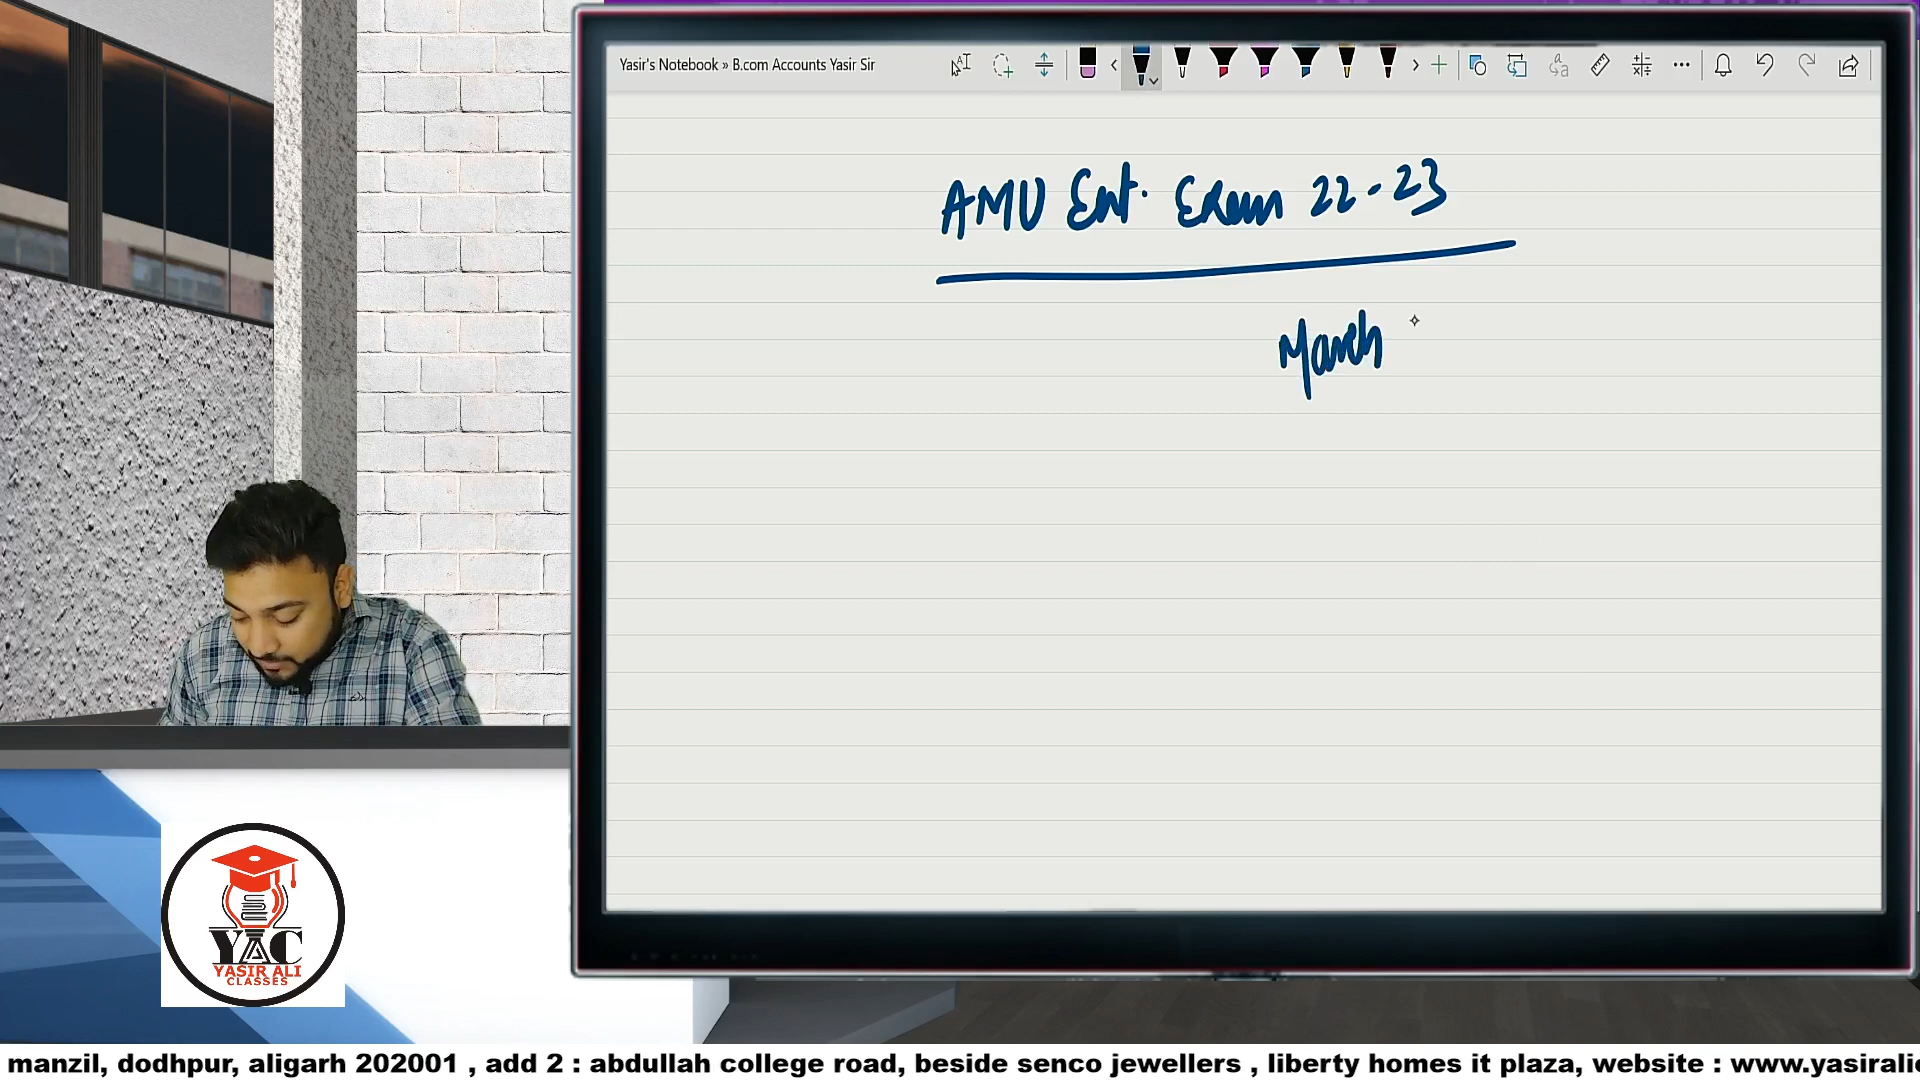 Yasir's Notebook » B.com Accounts Yasir Sir
AMU Ent. Exam 22-23
March
YAC
YASIR ALI
CLASSES
manzil, dodhpur, aligarh 202001 , add 2 : abdullah college road, beside senco jewellers , liberty homes it plaza, website : www.yasiralic